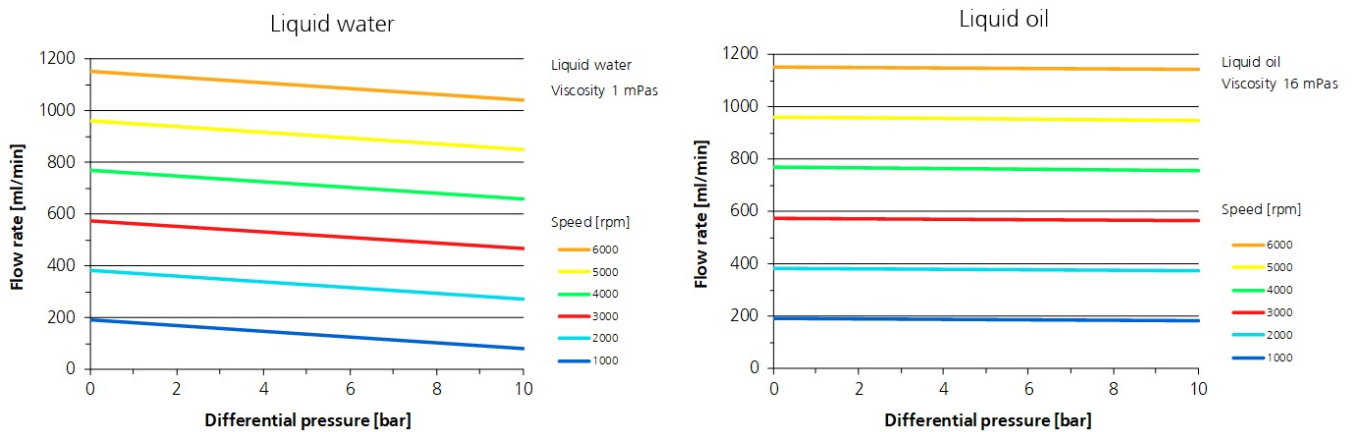 Liquid water
Liquid water
Viscosity 1 mPas
Flow rate [ml/min]
1200
1000
800
600
400
200
0
0 2 4 6 8 10
Differential pressure [bar]
Speed [rpm]
6000
5000
4000
3000
2000
1000
Liquid oil
Liquid oil
Viscosity 16 mPas
Flow rate [ml/min]
1200
1000
800
600
400
200
0
0 2 4 6 8 10
Differential pressure [bar]
Speed [rpm]
6000
5000
4000
3000
2000
1000